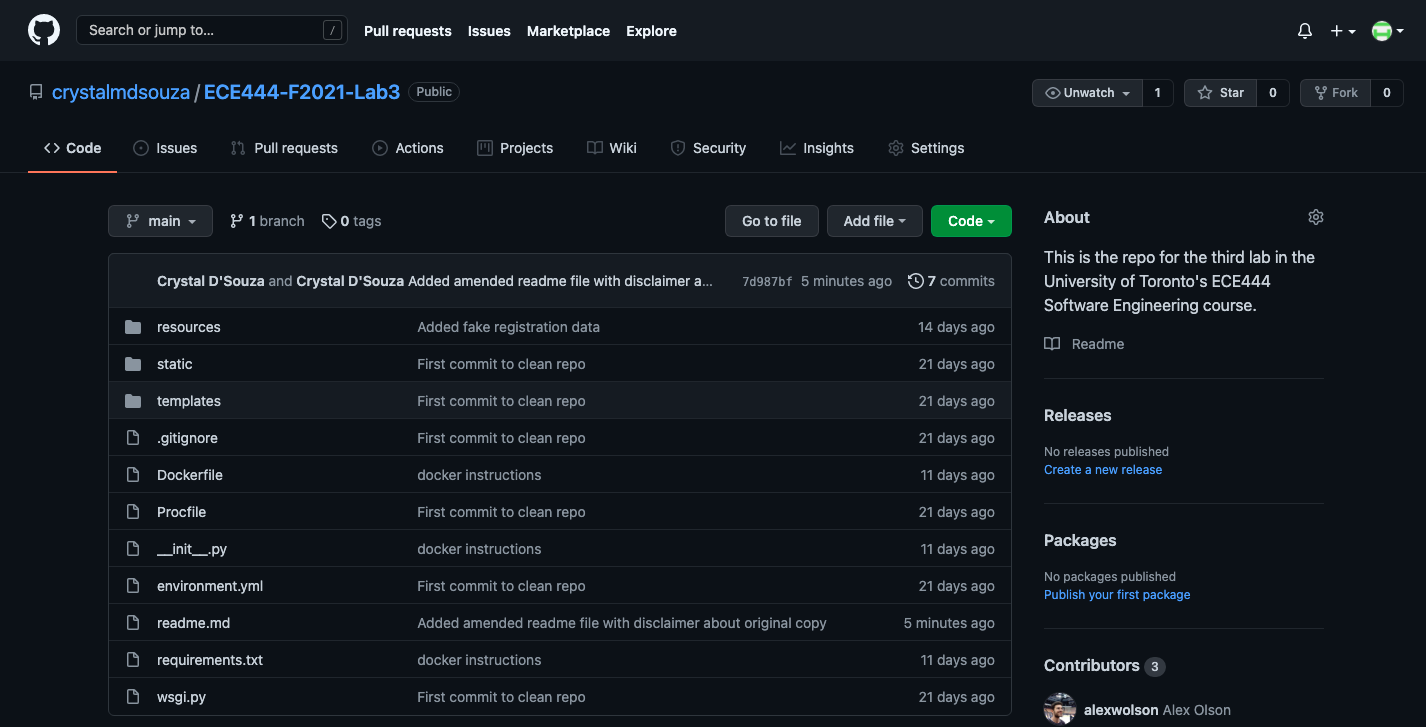 Search or jump to... /
Pull requests Issues Marketplace Explore
crystalmdsouza / ECE444-F2021-Lab3 Public
Unwatch 1 Star 0 Fork 0
Code Issues Pull requests Actions Projects Wiki Security Insights Settings
main 1 branch 0 tags Go to file Add file Code
Crystal D'Souza and Crystal D'Souza Added amended readme file with disclaimer a... 7d987bf 5 minutes ago 7 commits
resources Added fake registration data 14 days ago
static First commit to clean repo 21 days ago
templates First commit to clean repo 21 days ago
.gitignore First commit to clean repo 21 days ago
Dockerfile docker instructions 11 days ago
Procfile First commit to clean repo 21 days ago
__init__.py docker instructions 11 days ago
environment.yml First commit to clean repo 21 days ago
readme.md Added amended readme file with disclaimer about original copy 5 minutes ago
requirements.txt docker instructions 11 days ago
wsgi.py First commit to clean repo 21 days ago
About
This is the repo for the third lab in the
University of Toronto's ECE444
Software Engineering course.
Readme
Releases
No releases published
Create a new release
Packages
No packages published
Publish your first package
Contributors 3
alexwolson Alex Olson